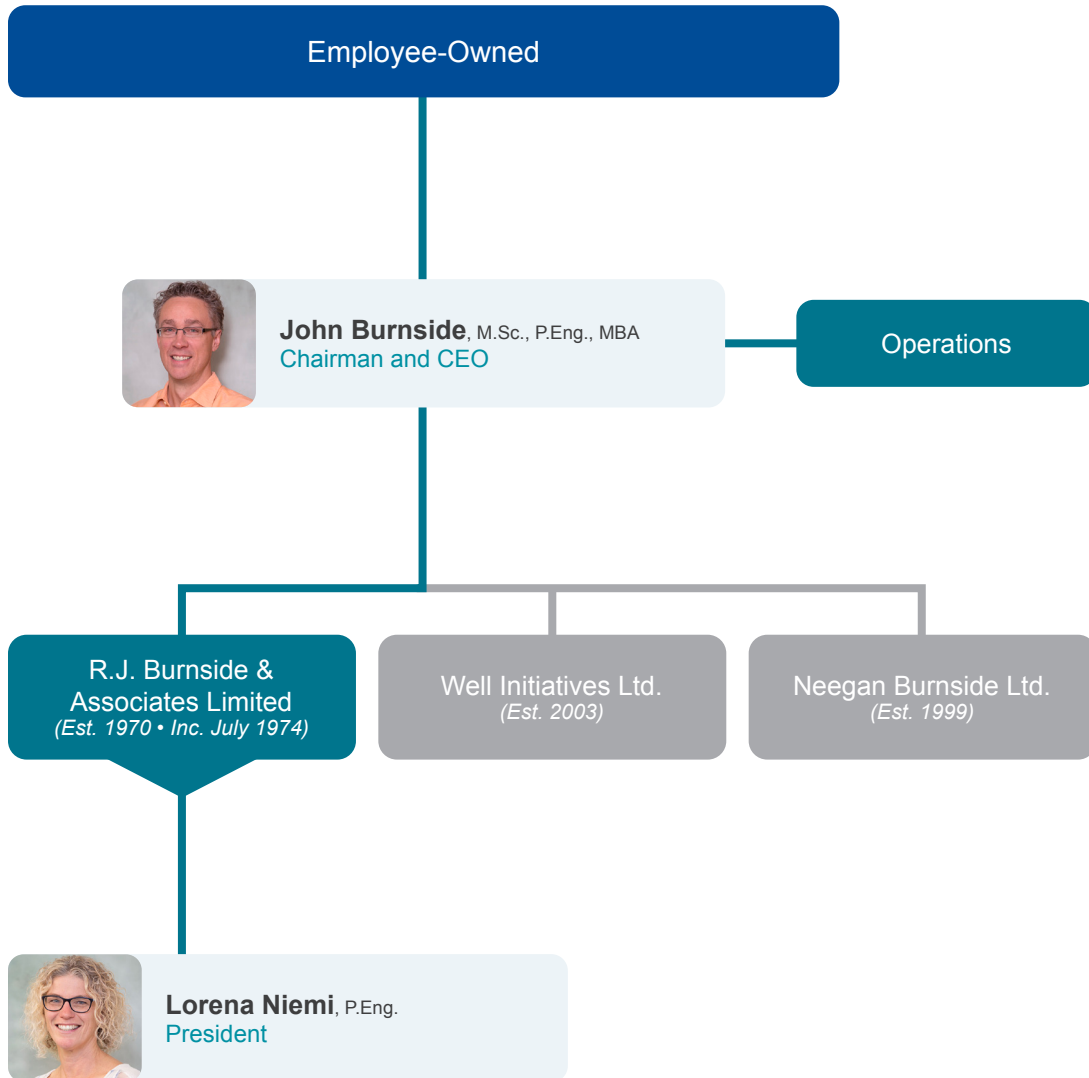 Employee-Owned
John Burnside, M.Sc., P.Eng., MBA
Chairman and CEO
Operations
R.J. Burnside &
Associates Limited
(Est. 1970 • Inc. July 1974)
Well Initiatives Ltd.
(Est. 2003)
Neegan Burnside Ltd.
(Est. 1999)
Lorena Niemi, P.Eng.
President